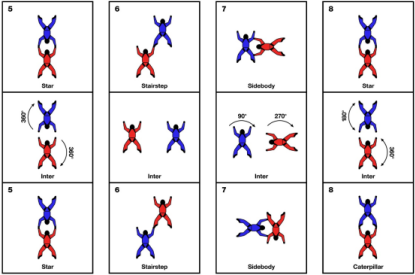 5
Star
6
Stairstep
7
Sidebody
8
Star
360°
360°
Inter
Inter
90°
270°
Inter
180°
360°
Inter
5
Star
6
Stairstep
7
Sidebody
8
Caterpillar